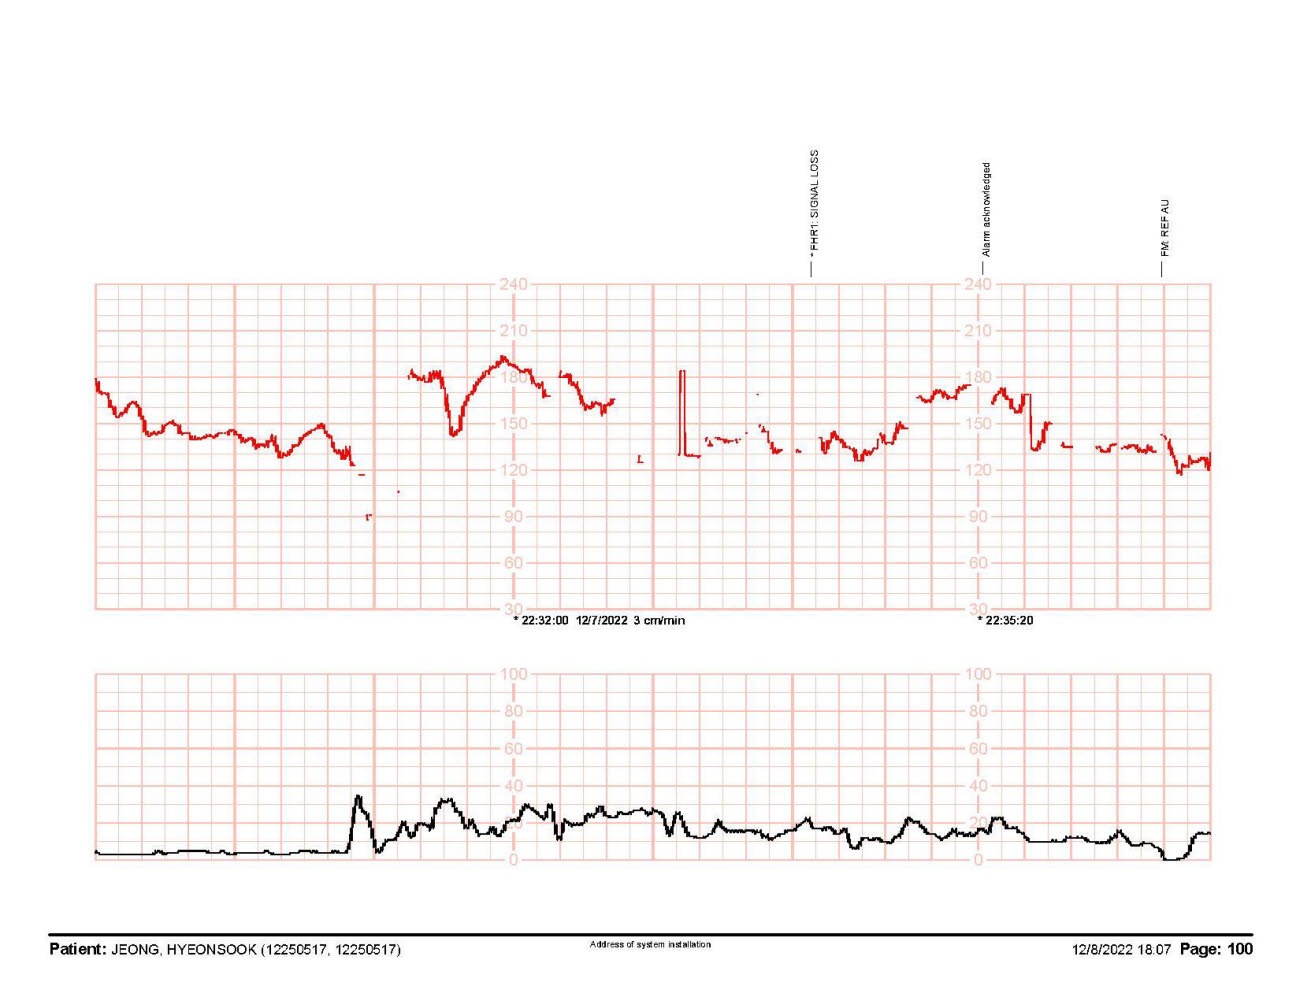 * FHR1: SIGNAL LOSS
Alarm acknowledged
FM: REF AU
240 240
210 210
180 180
150 150
120 120
90 90
60 60
30 30
* 22:32:00 12/7/2022 3 cm/min * 22:35:20
100 100
80 80
60 60
40 40
20 20
0 0
Patient: JEONG, HYEONSOOK (12250517, 12250517) Address of system installation 12/8/2022 18:07 Page: 100